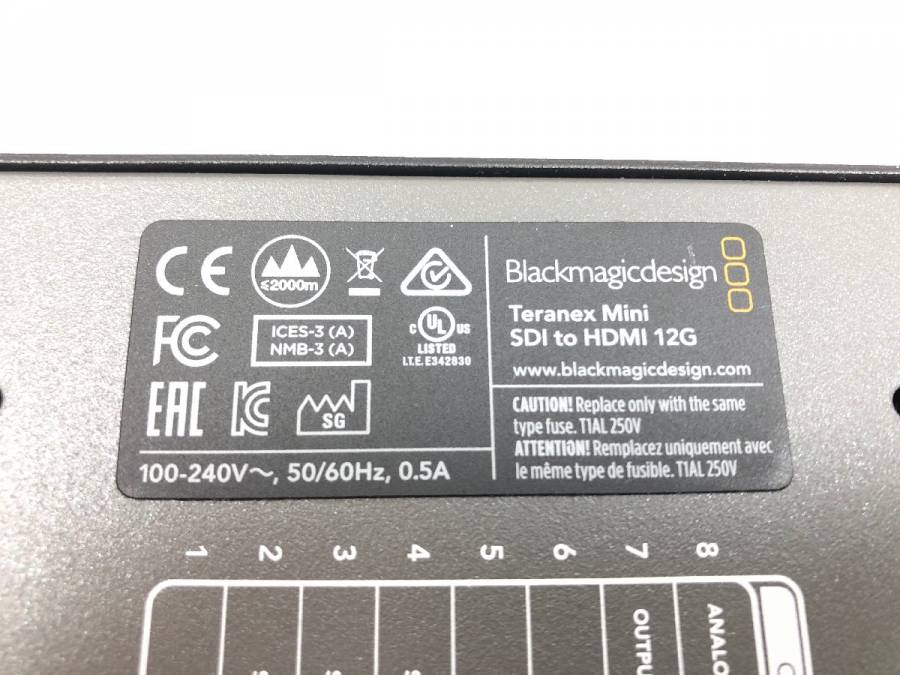 CE
≤2000m
FC
ICES-3 (A)
NMB-3 (A)
c UL US
LISTED
I.T.E. E342830
EAC
KC
SG
100-240V～, 50/60Hz, 0.5A
Blackmagicdesign
Teranex Mini
SDI to HDMI 12G
www.blackmagicdesign.com
CAUTION! Replace only with the same
type fuse. T1AL 250V
ATTENTION! Remplacez uniquement avec
le même type de fusible. T1AL 250V
1 2 3 4 5 6 7 8